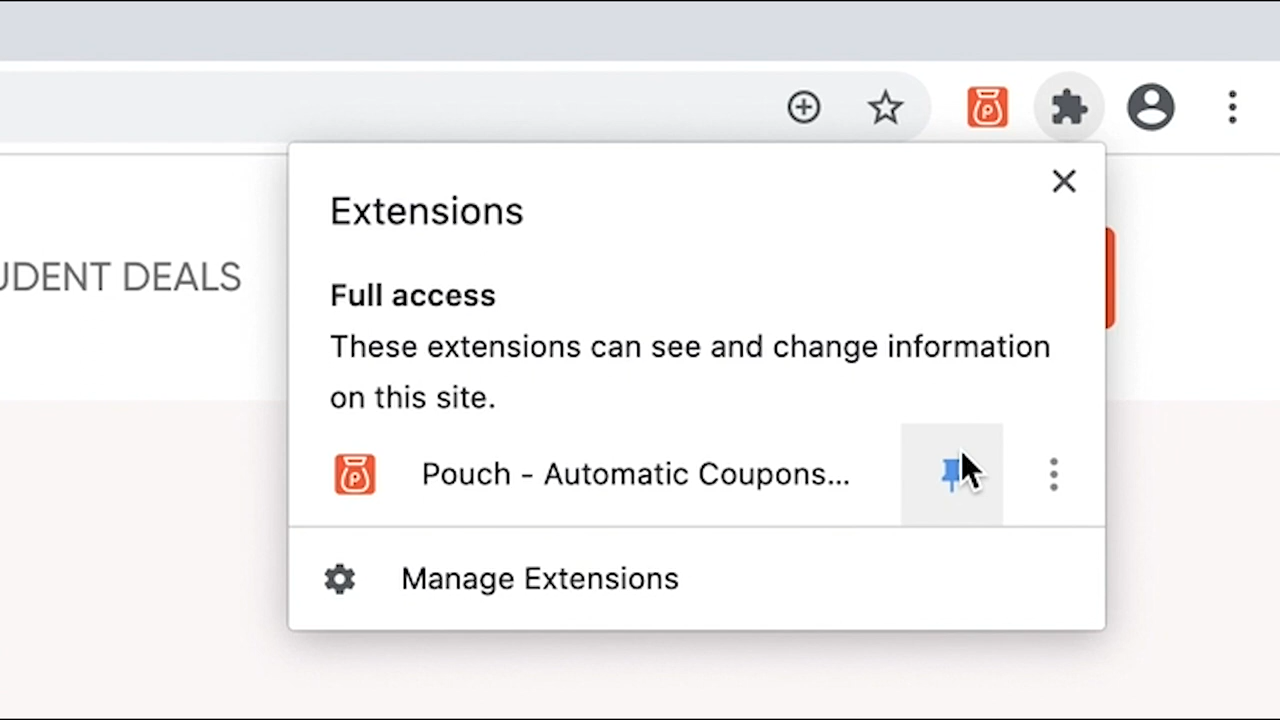 Extensions
UDENT DEALS
Full access
These extensions can see and change information
on this site.
P
Pouch - Automatic Coupons...
Manage Extensions